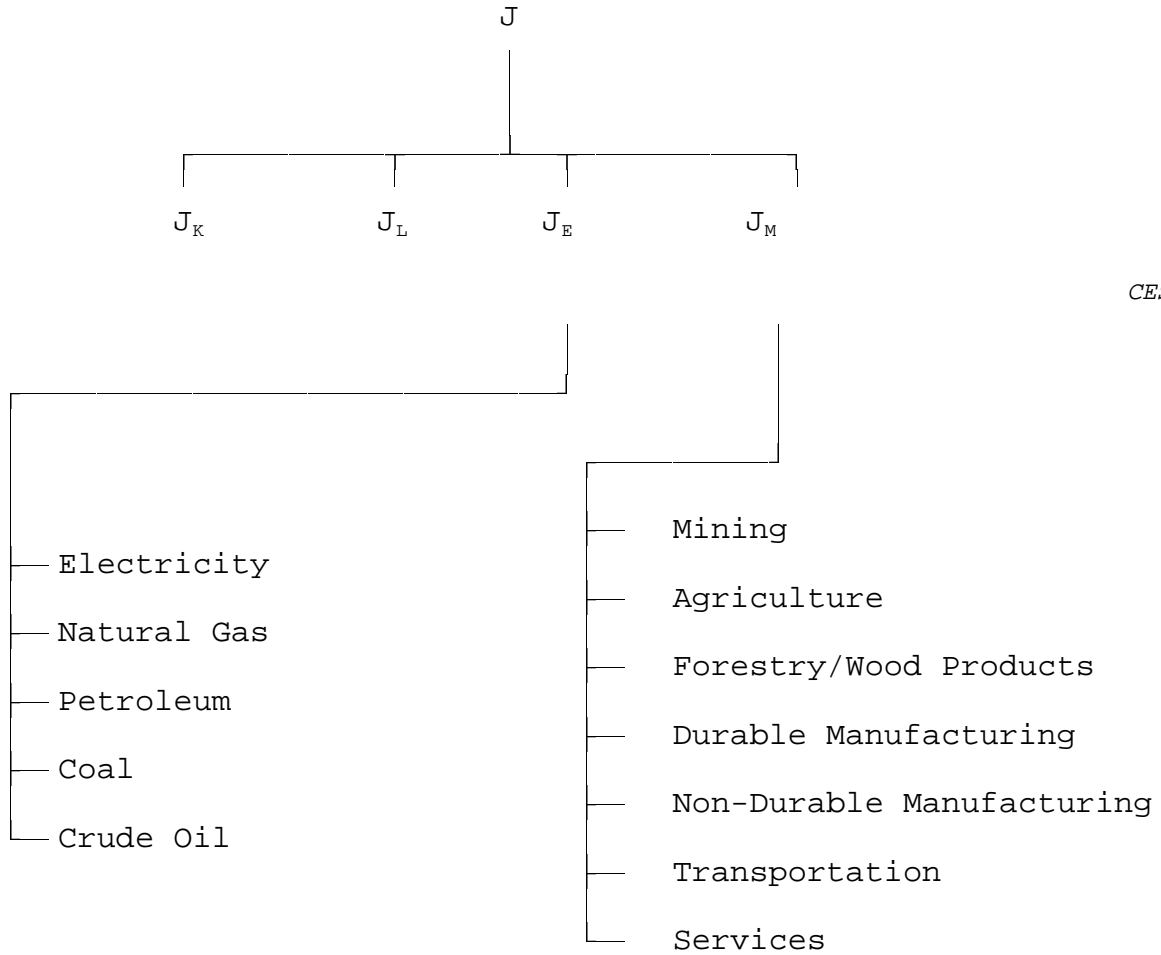 J
J_K J_L J_E J_M
Electricity
Natural Gas
Petroleum
Coal
Crude Oil
Mining
Agriculture
Forestry/Wood Products
Durable Manufacturing
Non-Durable Manufacturing
Transportation
Services